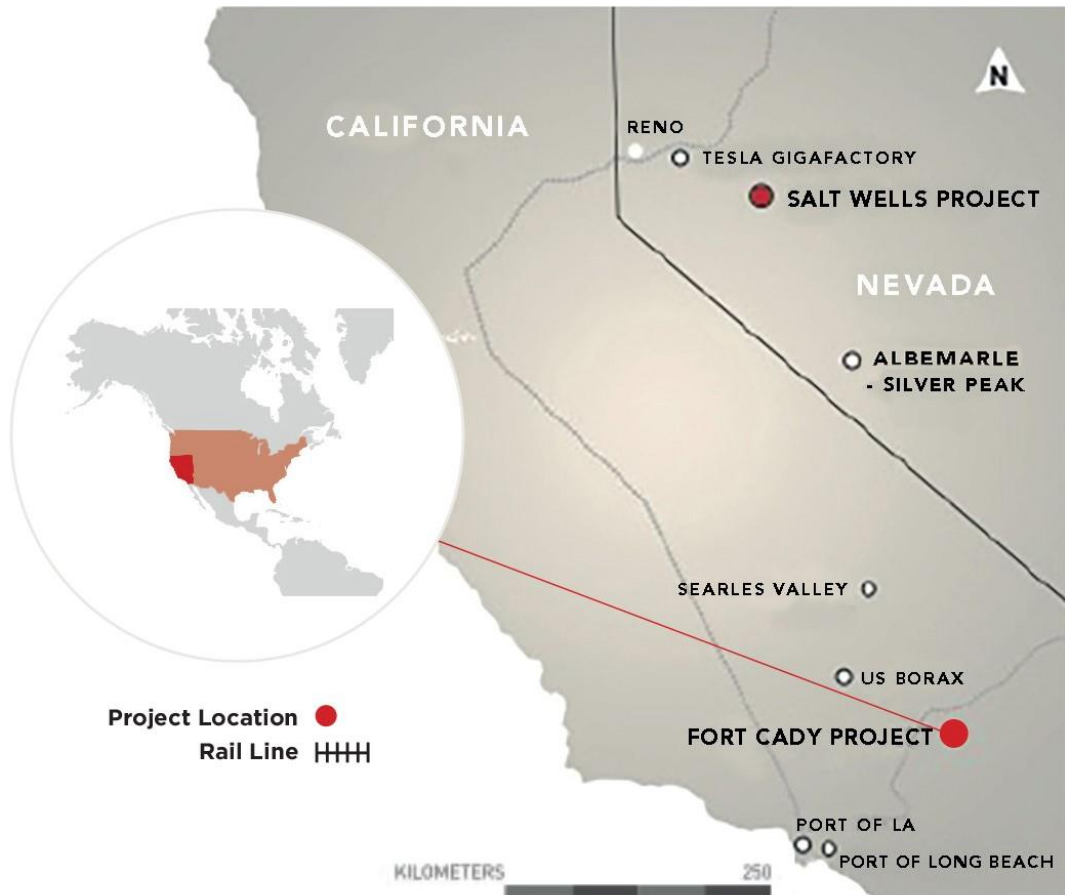 N
CALIFORNIA
RENO
TESLA GIGAFACTORY
SALT WELLS PROJECT
NEVADA
ALBEMARLE
- SILVER PEAK
SEARLES VALLEY
US BORAX
Project Location
Rail Line
FORT CADY PROJECT
PORT OF LA
PORT OF LONG BEACH
KILOMETERS
250